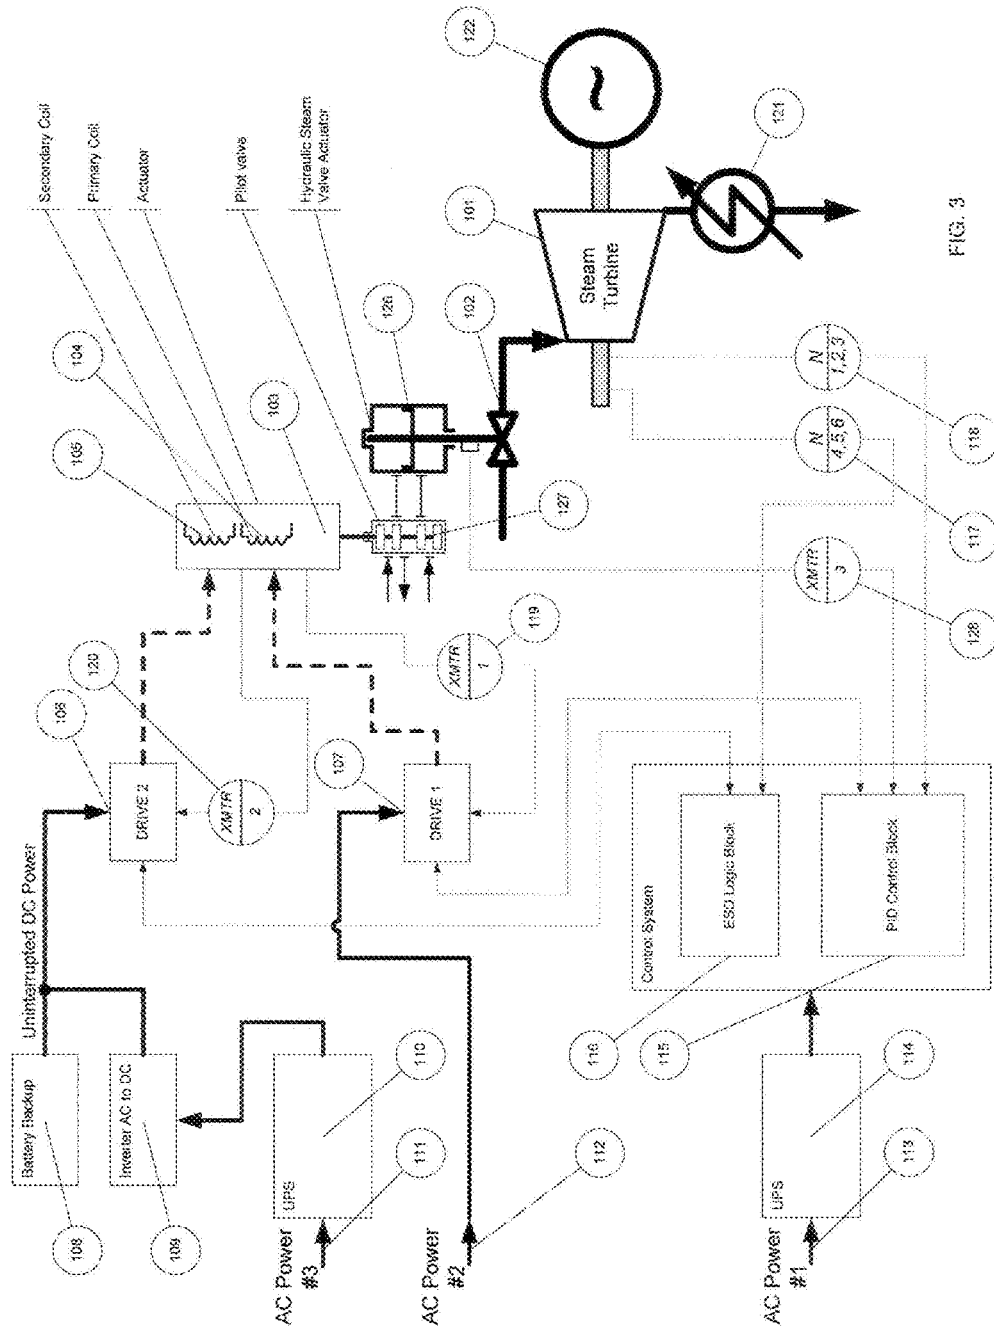 Secondary Coil
Primary Coil
Actuator
Pilot valve
Hydraulic Steam
Valve Actuator
122
121
101
102
126
103
104
105
127
Steam
Turbine
N
1,2,3
118
N
4,5,6
117
XMTR
3
128
XMTR
1
119
120
XMTR
2
106
DRIVE 2
107
DRIVE 1
Uninterrupted DC Power
Battery Backup
108
Inverter AC to DC
109
UPS
110
111
AC Power
#3
112
AC Power
#2
Control System
ESD Logic Block
PID Control Block
116
115
UPS
114
113
AC Power
#1
FIG. 3